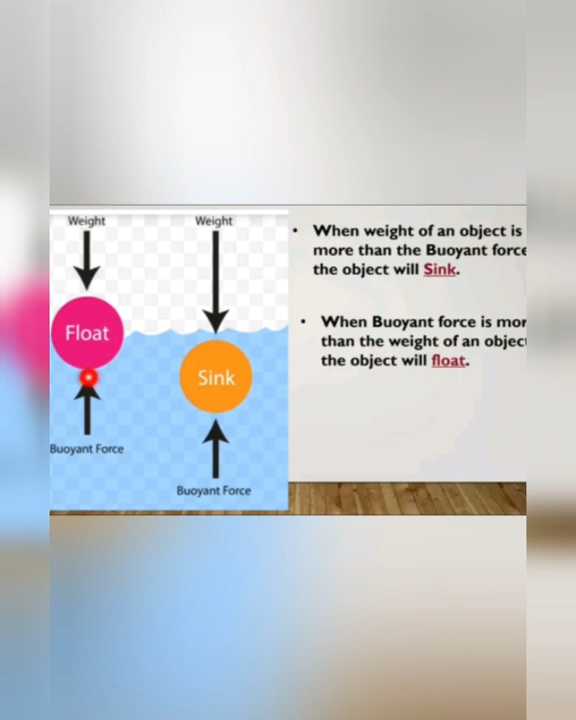 Weight
Weight
Float
Sink
Buoyant Force
Buoyant Force
• When weight of an object is
more than the Buoyant force
the object will Sink.
• When Buoyant force is mor
than the weight of an object
the object will float.